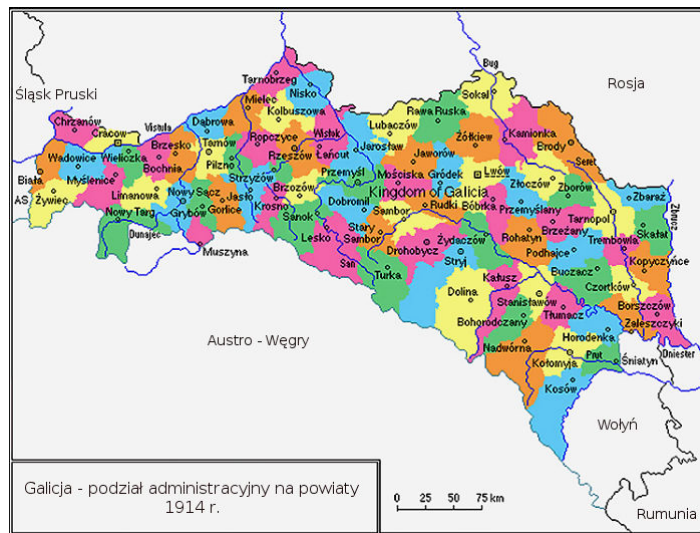 Bug
Rosja
Tarnobrzeg
Nisko
Sokal
Śląsk Pruski
Mielec
Kolbuszowa
Rawa Ruska
Chrzanów
Cracow
Vistula
Dąbrowa
Lubaczów
Kamionka
Ropczyce
Wisłok
Żółkiew
Brody
Brzesko
Tarnów
Rzeszów
Łańcut
Jarosław
Jaworów
Seret
Wadowice
Wieliczka
Bochnia
Pilzno
Przemyśl
Mościska
Gródek
Lwów
Biała
Myślenice
Limanowa
Strzyżów
Złoczów
Zborów
Zbaraż
AS
Żywiec
Nowy Sącz
Jasło
Brzozów
Kingdom of Galicia
Zbrucz
Grybów
Gorlice
Krosno
Dobromil
Sambor
Rudki
Bóbrka
Przemyślany
Tarnopol
Nowy Targ
Sanok
Stary
Sambor
Rohatyn
Brzeżany
Skałat
Dunajec
Lesko
Drohobycz
Żydaczów
Trembowla
Muszyna
San
Stryj
Podhajce
Kopyczyńce
Turka
Kałusz
Buczacz
Czortków
Dolina
Stanisławów
Borszczów
Tłumacz
Bohorodczany
Zaleszczyki
Horodenka
Austro - Węgry
Nadwórna
Prut
Dniester
Kołomyja
Śniatyn
Kosów
Wołyń
Galicja - podział administracyjny na powiaty
1914 r.
0 25 50 75 km
Rumunia